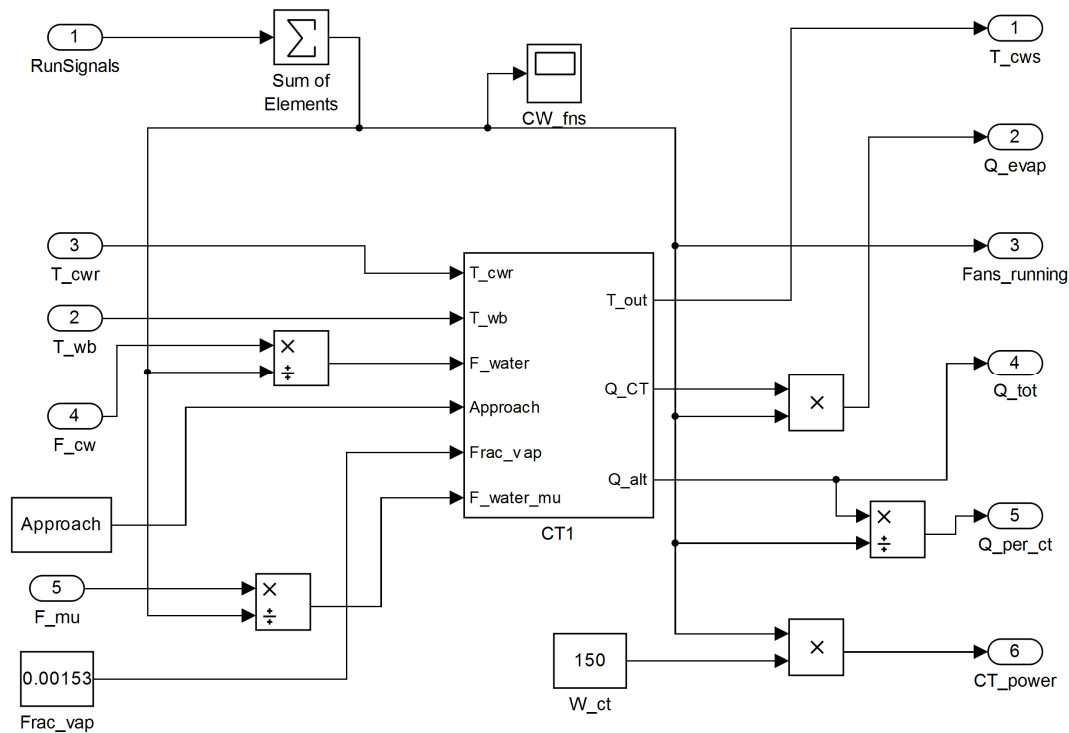 1
RunSignals
Σ
Sum of
Elements
CW_fns
1
T_cws
2
Q_evap
3
T_cwr
3
Fans_running
2
T_wb
×
÷
4
F_cw
T_cwr
T_wb
F_water
Approach
Frac_vap
F_water_mu
T_out
Q_CT
Q_alt
CT1
×
4
Q_tot
×
÷
5
Q_per_ct
Approach
5
F_mu
×
÷
0.00153
Frac_vap
150
W_ct
×
6
CT_power